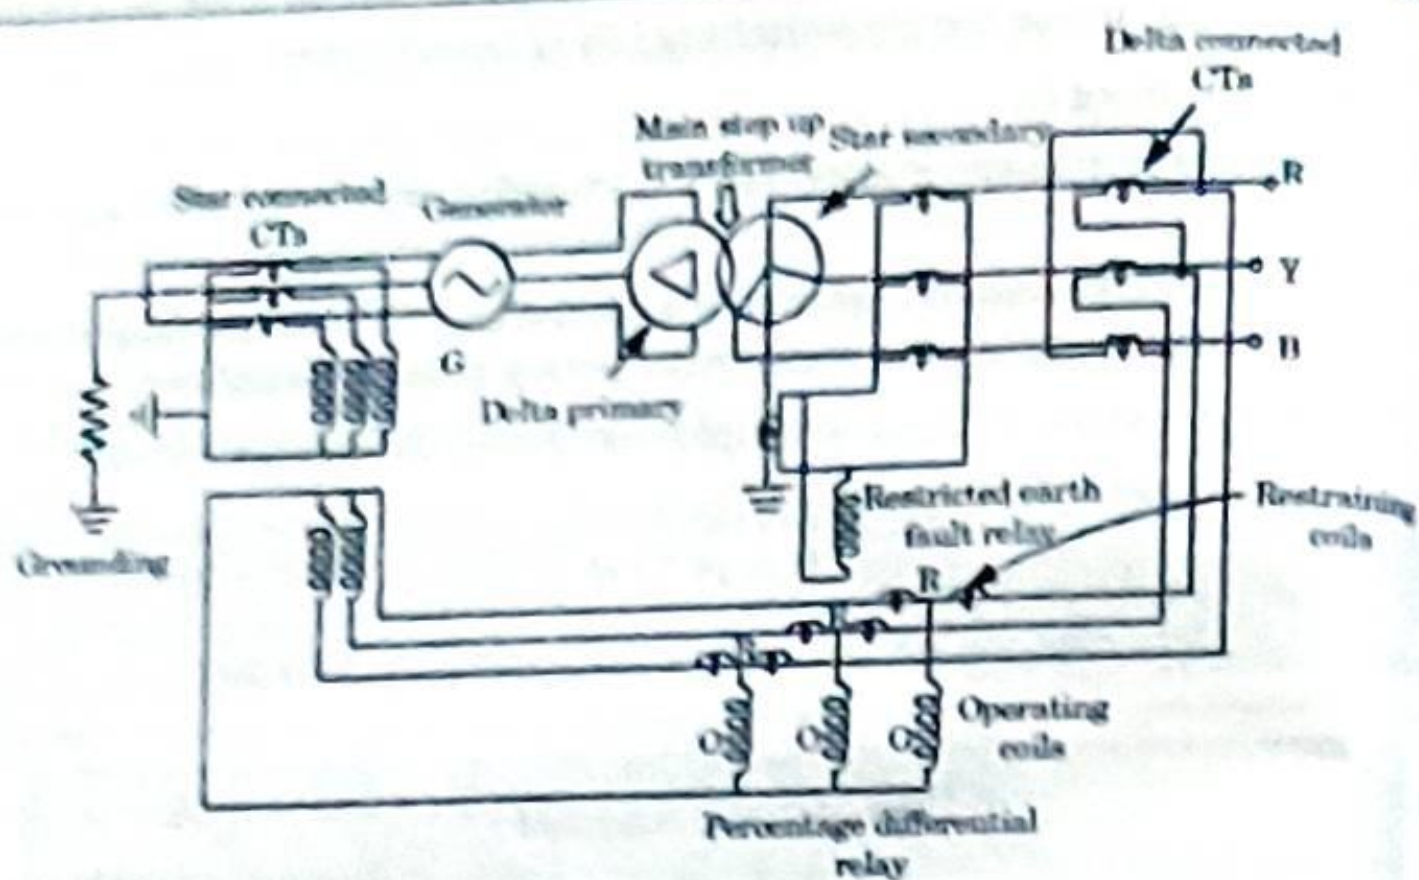 Delta connected
CTs
Main step up
transformer
Star secondary
R
Star connected
CTs
Generator
Y
G
B
Delta primary
Restricted earth
fault relay
Restraining
coils
Grounding
R
Operating
coils
O
O
O
Percentage differential
relay